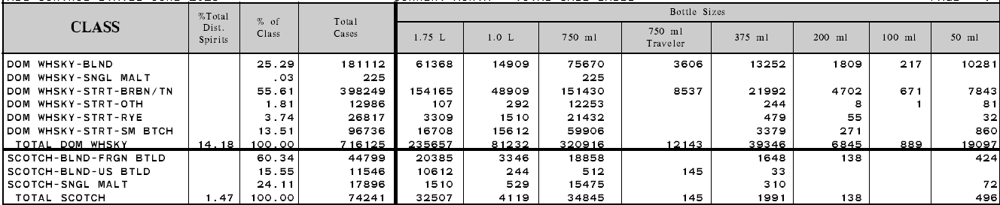 CLASS %Total Dist. Spirits % of Class Total Cases Bottle Sizes
1.75 L 1.0 L 750 ml 750 ml Traveler 375 ml 200 ml 100 ml 50 ml
DOM WHSKY-BLND 25.29 181112 61368 14909 75670 3606 13252 1809 217 10281
DOM WHSKY-SNGL MALT .03 225 225
DOM WHSKY-STRT-BRBN/TN 55.61 398249 154165 48909 151430 8537 21992 4702 671 7843
DOM WHSKY-STRT-OTH 1.81 12986 107 292 12253 244 8 1 81
DOM WHSKY-STRT-RYE 3.74 26817 3309 1510 21432 479 55 32
DOM WHSKY-STRT-SM BTCH 13.51 96736 16708 15612 59906 3379 271 860
TOTAL DOM WHSKY 14.18 100.00 716125 235657 81232 320916 12143 39346 6845 889 19097
SCOTCH-BLND-FRGN BTLD 60.34 44799 20385 3346 18858 1648 138 424
SCOTCH-BLND-US BTLD 15.55 11546 10612 244 512 145 33
SCOTCH-SNGL MALT 24.11 17896 1510 529 15475 310 72
TOTAL SCOTCH 1.47 100.00 74241 32507 4119 34845 145 1991 138 496